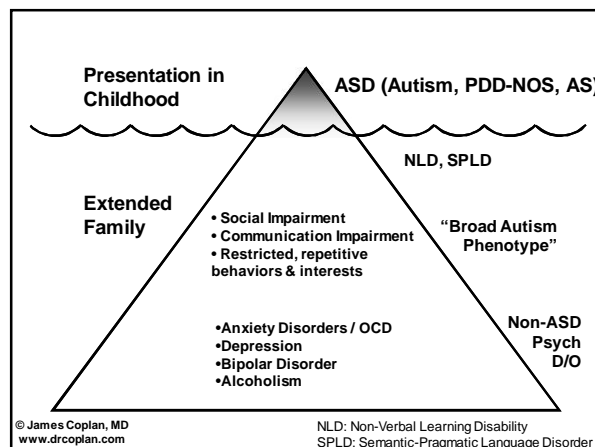 Presentation in
Childhood
ASD (Autism, PDD-NOS, AS)
NLD, SPLD
Extended
Family
• Social Impairment
• Communication Impairment
• Restricted, repetitive
behaviors & interests
“Broad Autism
Phenotype”
•Anxiety Disorders / OCD
•Depression
•Bipolar Disorder
•Alcoholism
Non-ASD
Psych
D/O
© James Coplan, MD
www.drcoplan.com
NLD: Non-Verbal Learning Disability
SPLD: Semantic-Pragmatic Language Disorder